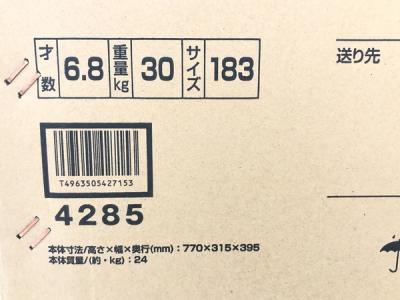 才数 6.8 重量kg 30 サイズ 183
送り先
T4963505427153
4285
本体寸法/高さ×幅×奥行(mm):770×315×395
本体質量/(約・kg):24